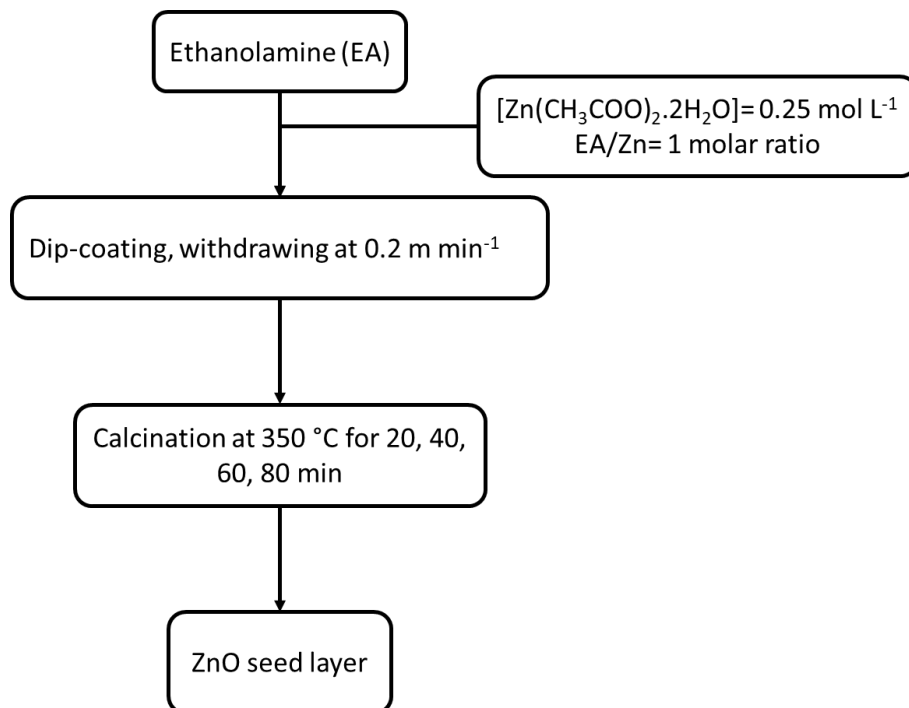 Ethanolamine (EA)
[Zn(CH₃COO)₂.2H₂O]= 0.25 mol L⁻¹
EA/Zn= 1 molar ratio
Dip-coating, withdrawing at 0.2 m min⁻¹
Calcination at 350 °C for 20, 40,
60, 80 min
ZnO seed layer